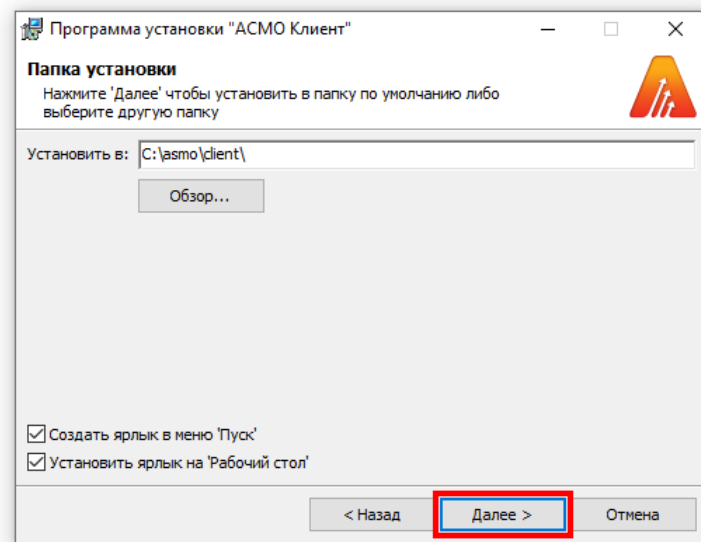 Программа установки "АСМО Клиент"
Папка установки
Нажмите 'Далее' чтобы установить в папку по умолчанию либо
выберите другую папку
Установить в: C:\asmo\client\
Обзор...
Создать ярлык в меню 'Пуск'
Установить ярлык на 'Рабочий стол'
< Назад Далее > Отмена